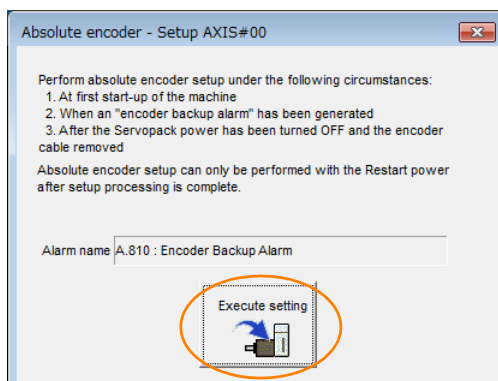 Absolute encoder - Setup AXIS#00
Perform absolute encoder setup under the following circumstances:
1. At first start-up of the machine
2. When an "encoder backup alarm" has been generated
3. After the Servopack power has been turned OFF and the encoder
cable removed
Absolute encoder setup can only be performed with the Restart power
after setup processing is complete.
Alarm name A.810 : Encoder Backup Alarm
Execute setting